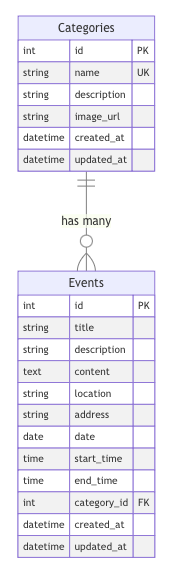 Categories
int id PK
string name UK
string description
string image_url
datetime created_at
datetime updated_at
has many
Events
int id PK
string title
string description
text content
string location
string address
date date
time start_time
time end_time
int category_id FK
datetime created_at
datetime updated_at